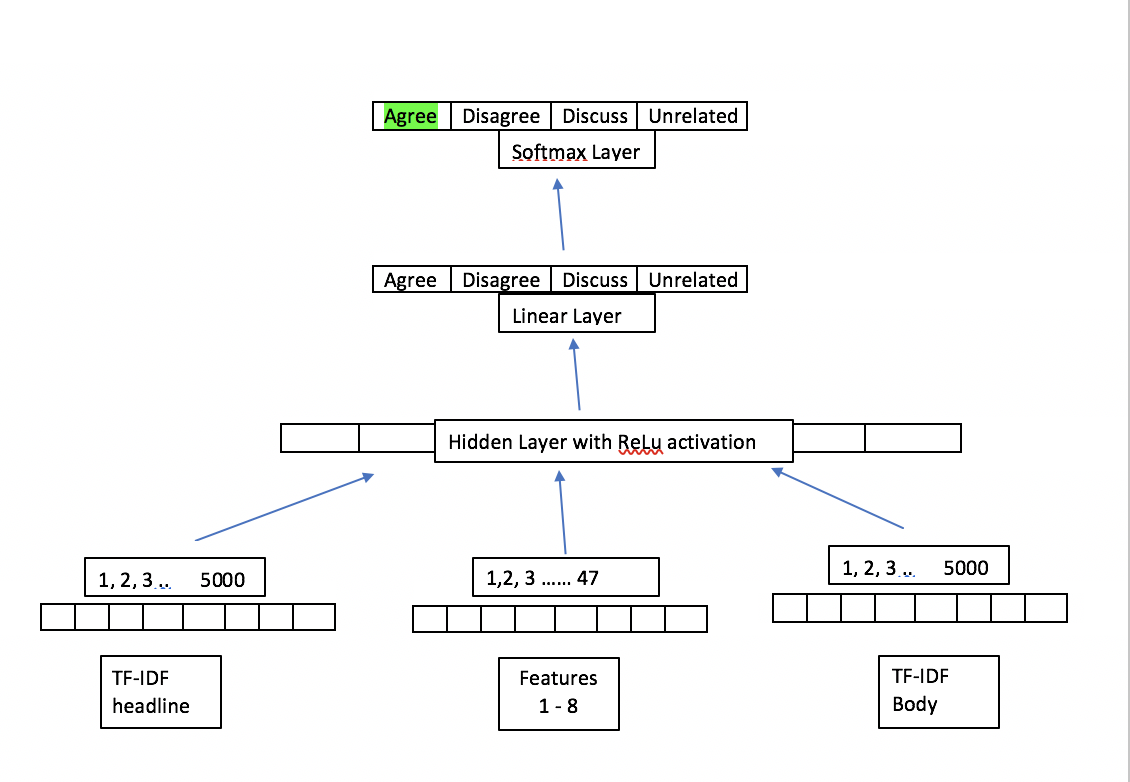 Agree Disagree Discuss Unrelated
Softmax Layer
Agree Disagree Discuss Unrelated
Linear Layer
Hidden Layer with ReLu activation
1, 2, 3 .. 5000
1,2, 3 ...... 47
1, 2, 3 .. 5000
TF-IDF
headline
Features
1 - 8
TF-IDF
Body